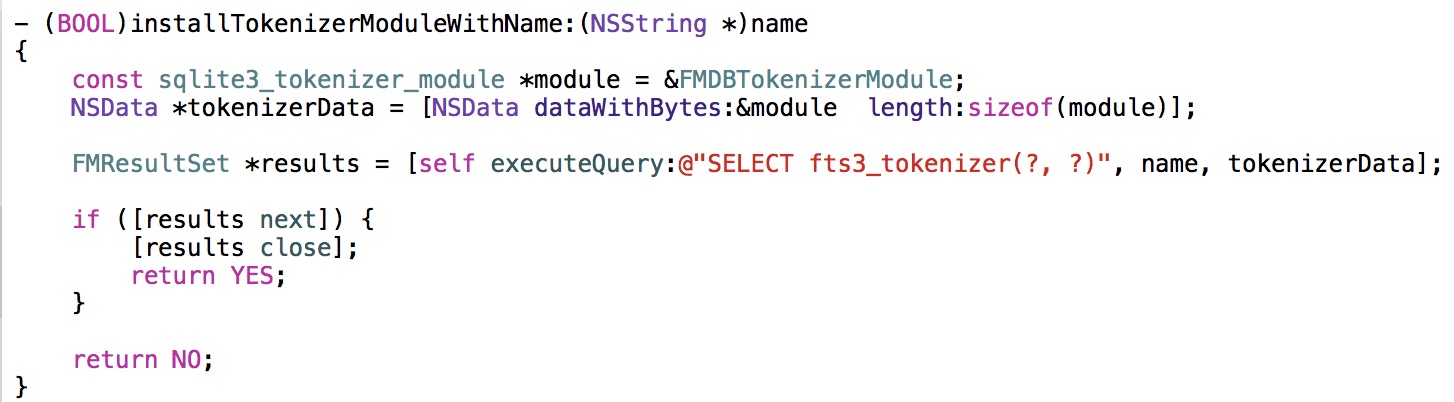 - (BOOL)installTokenizerModuleWithName:(NSString *)name
{
    const sqlite3_tokenizer_module *module = &FMDBTokenizerModule;
    NSData *tokenizerData = [NSData dataWithBytes:&module  length:sizeof(module)];

    FMResultSet *results = [self executeQuery:@"SELECT fts3_tokenizer(?, ?)", name, tokenizerData];

    if ([results next]) {
        [results close];
        return YES;
    }

    return NO;
}